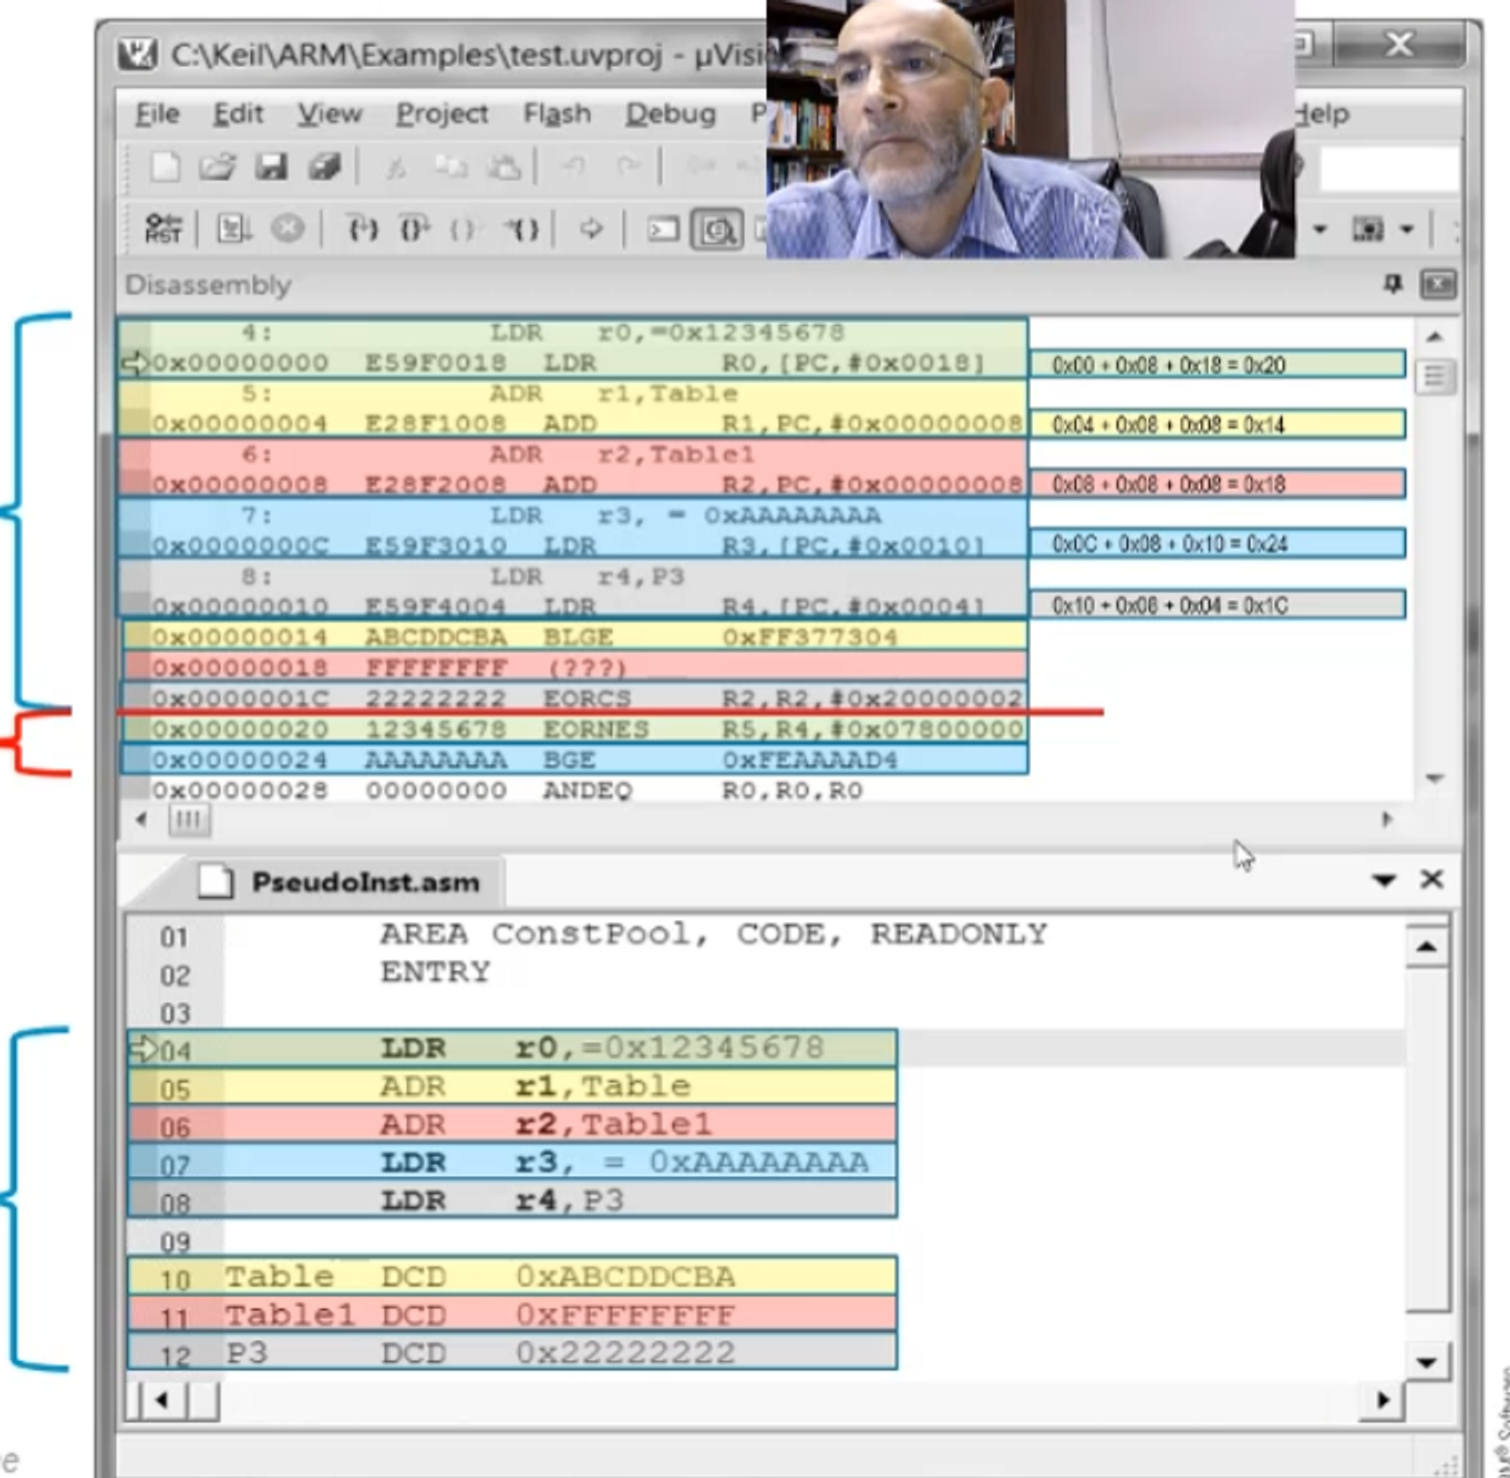 C:\Keil\ARM\Examples\test.uvproj - µVisi
File Edit View Project Flash Debug P Help
RST
Disassembly
4: LDR r0,=0x12345678
0x00000000 E59F0018 LDR R0,[PC,#0x0018] 0x00 + 0x08 + 0x18 = 0x20
5: ADR r1,Table
0x00000004 E28F1008 ADD R1,PC,#0x00000008 0x04 + 0x08 + 0x08 = 0x14
6: ADR r2,Table1
0x00000008 E28F2008 ADD R2,PC,#0x00000008 0x08 + 0x08 + 0x08 = 0x18
7: LDR r3, = 0xAAAAAAAA
0x0000000C E59F3010 LDR R3,[PC,#0x0010] 0x0C + 0x08 + 0x10 = 0x24
8: LDR r4,P3
0x00000010 E59F4004 LDR R4,[PC,#0x0004] 0x10 + 0x08 + 0x04 = 0x1C
0x00000014 ABCDDCBA BLGE 0xFF377304
0x00000018 FFFFFFFF (???)
0x0000001C 22222222 EORCS R2,R2,#0x20000002
0x00000020 12345678 EORNES R5,R4,#0x07800000
0x00000024 AAAAAAAA BGE 0xFEAAAAD4
0x00000028 00000000 ANDEQ R0,R0,R0
PseudoInst.asm
01 AREA ConstPool, CODE, READONLY
02 ENTRY
03
04 LDR r0,=0x12345678
05 ADR r1,Table
06 ADR r2,Table1
07 LDR r3, = 0xAAAAAAAA
08 LDR r4,P3
09
10 Table DCD 0xABCDDCBA
11 Table1 DCD 0xFFFFFFFF
12 P3 DCD 0x22222222